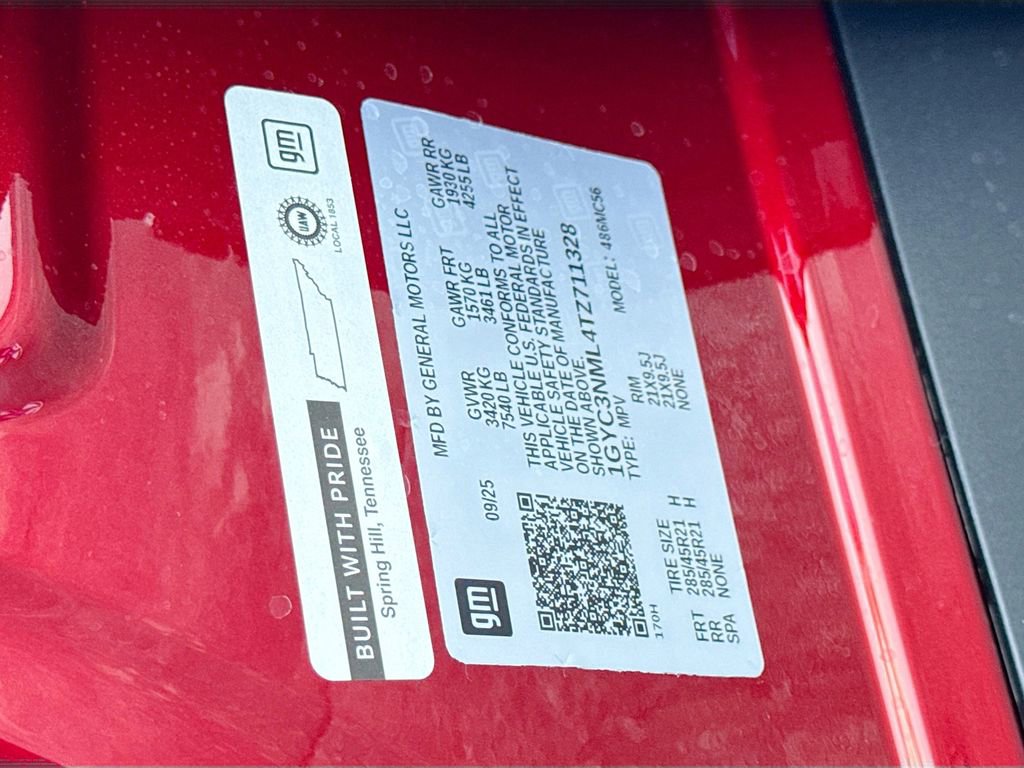 BUILT WITH PRIDE
Spring Hill, Tennessee
UAW
LOCAL 1853
gm
gm
09/25
MFD BY GENERAL MOTORS LLC
GVWR GAWR FRT GAWR RR
3420 KG 1570 KG 1930 KG
7540 LB 3461 LB 4255 LB
THIS VEHICLE CONFORMS TO ALL
APPLICABLE U.S. FEDERAL MOTOR
VEHICLE SAFETY STANDARDS IN EFFECT
ON THE DATE OF MANUFACTURE
SHOWN ABOVE.
1GYC3NML4TZ711328
TYPE: MPV MODEL: 486MC56
170H
TIRE SIZE RIM
FRT 285/45R21 H 21X9.5J
RR 285/45R21 H 21X9.5J
SPA NONE NONE